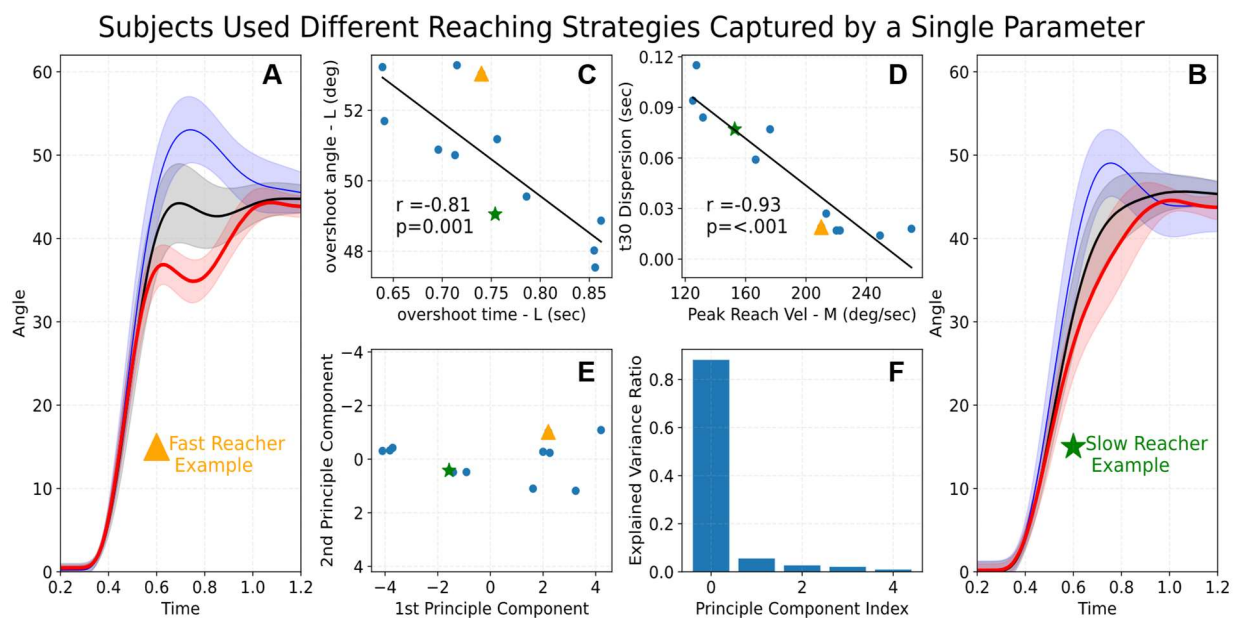 Subjects Used Different Reaching Strategies Captured by a Single Parameter
A
60
50
40
30
20
10
0
Angle
0.2 0.4 0.6 0.8 1.0 1.2
Time
Fast Reacher
Example
C
overshoot angle - L (deg)
52
50
48
r =-0.81
p=0.001
0.65 0.70 0.75 0.80 0.85
overshoot time - L (sec)
D
t30 Dispersion (sec)
0.12
0.09
0.06
0.03
0.00
r =-0.93
p=<.001
120 160 200 240
Peak Reach Vel - M (deg/sec)
E
2nd Principle Component
−4
−2
0
2
4
−4 −2 0 2 4
1st Principle Component
F
Explained Variance Ratio
0.8
0.6
0.4
0.2
0.0
0 2 4
Principle Component Index
B
60
50
40
30
20
10
0
Angle
0.2 0.4 0.6 0.8 1.0 1.2
Time
Slow Reacher
Example